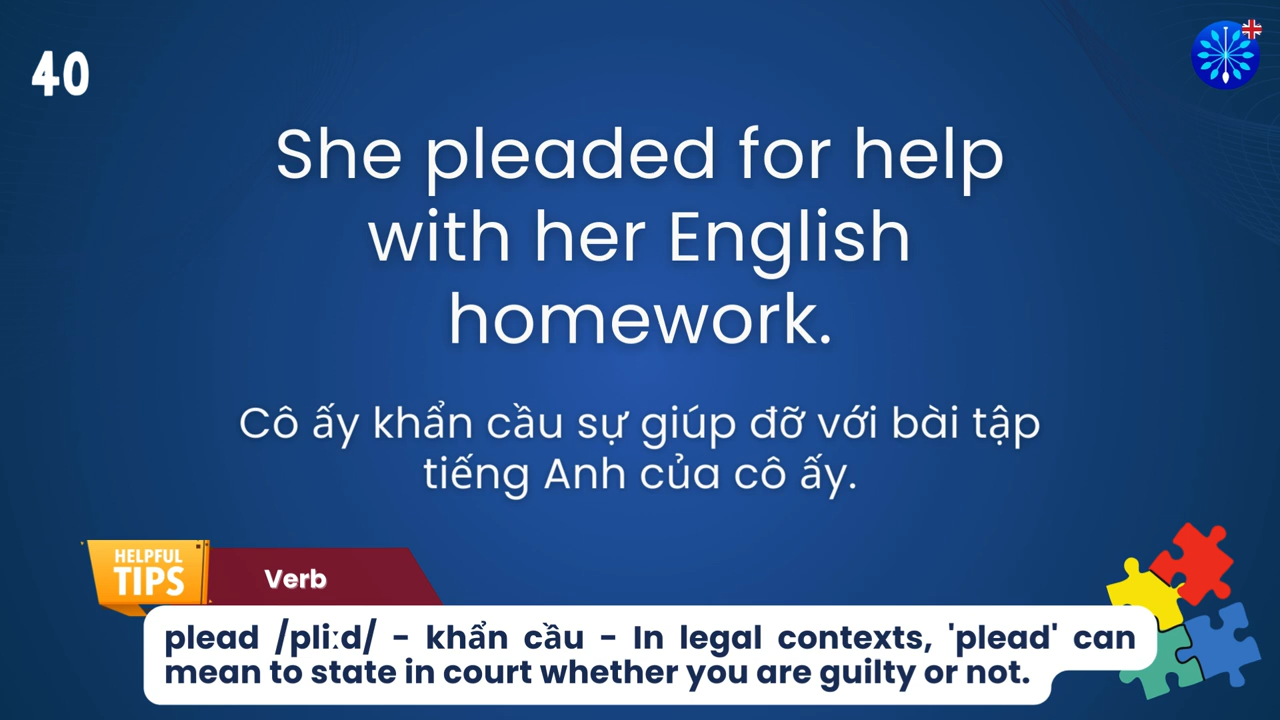 40
She pleaded for help
with her English
homework.
Cô ấy khẩn cầu sự giúp đỡ với bài tập
tiếng Anh của cô ấy.
HELPFUL
TIPS
Verb
plead /pliːd/ - khẩn cầu - In legal contexts, 'plead' can
mean to state in court whether you are guilty or not.